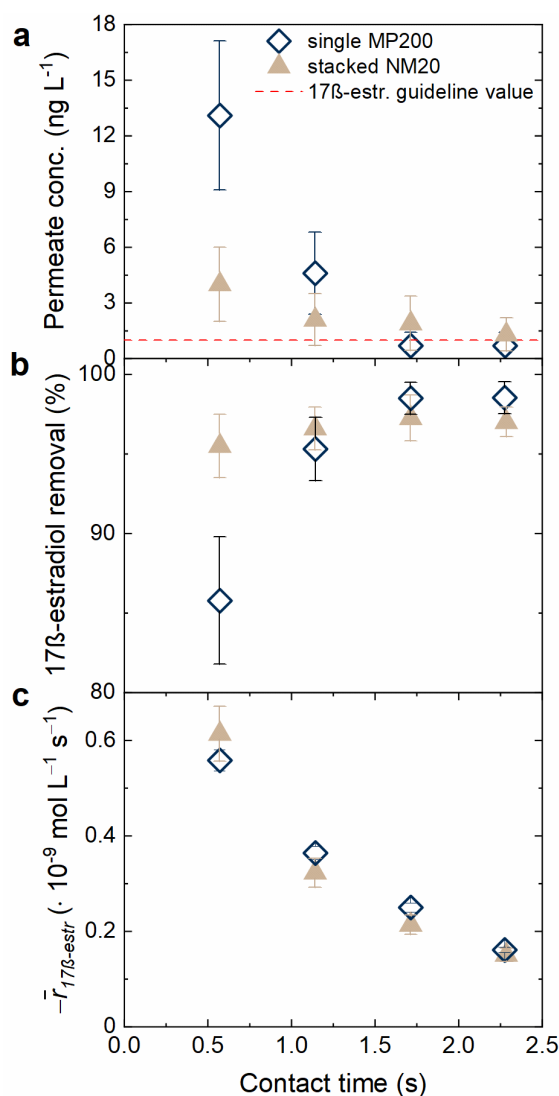 a
single MP200
stacked NM20
17ß-estr. guideline value
Permeate conc. (ng L⁻¹)
18
15
12
9
6
3
0
b
17ß-estradiol removal (%)
100
90
80
c
−r̄17ß-estr (· 10⁻⁹ mol L⁻¹ s⁻¹)
0.6
0.4
0.2
0
0.0 0.5 1.0 1.5 2.0 2.5
Contact time (s)